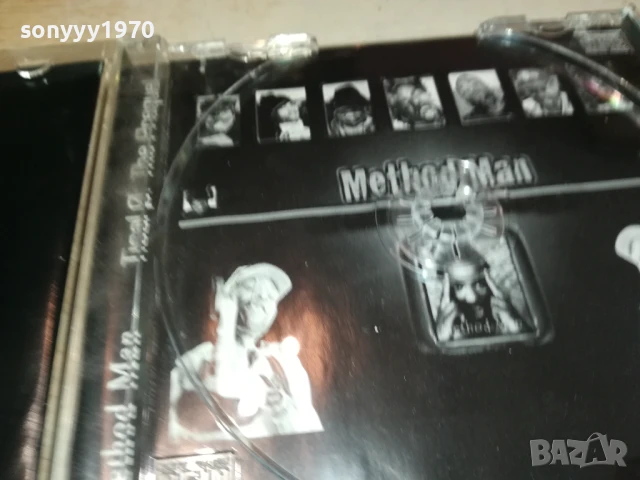 sonyyy1970
Method Man
Method Man
Tical 0: The Prequel
BAZAR